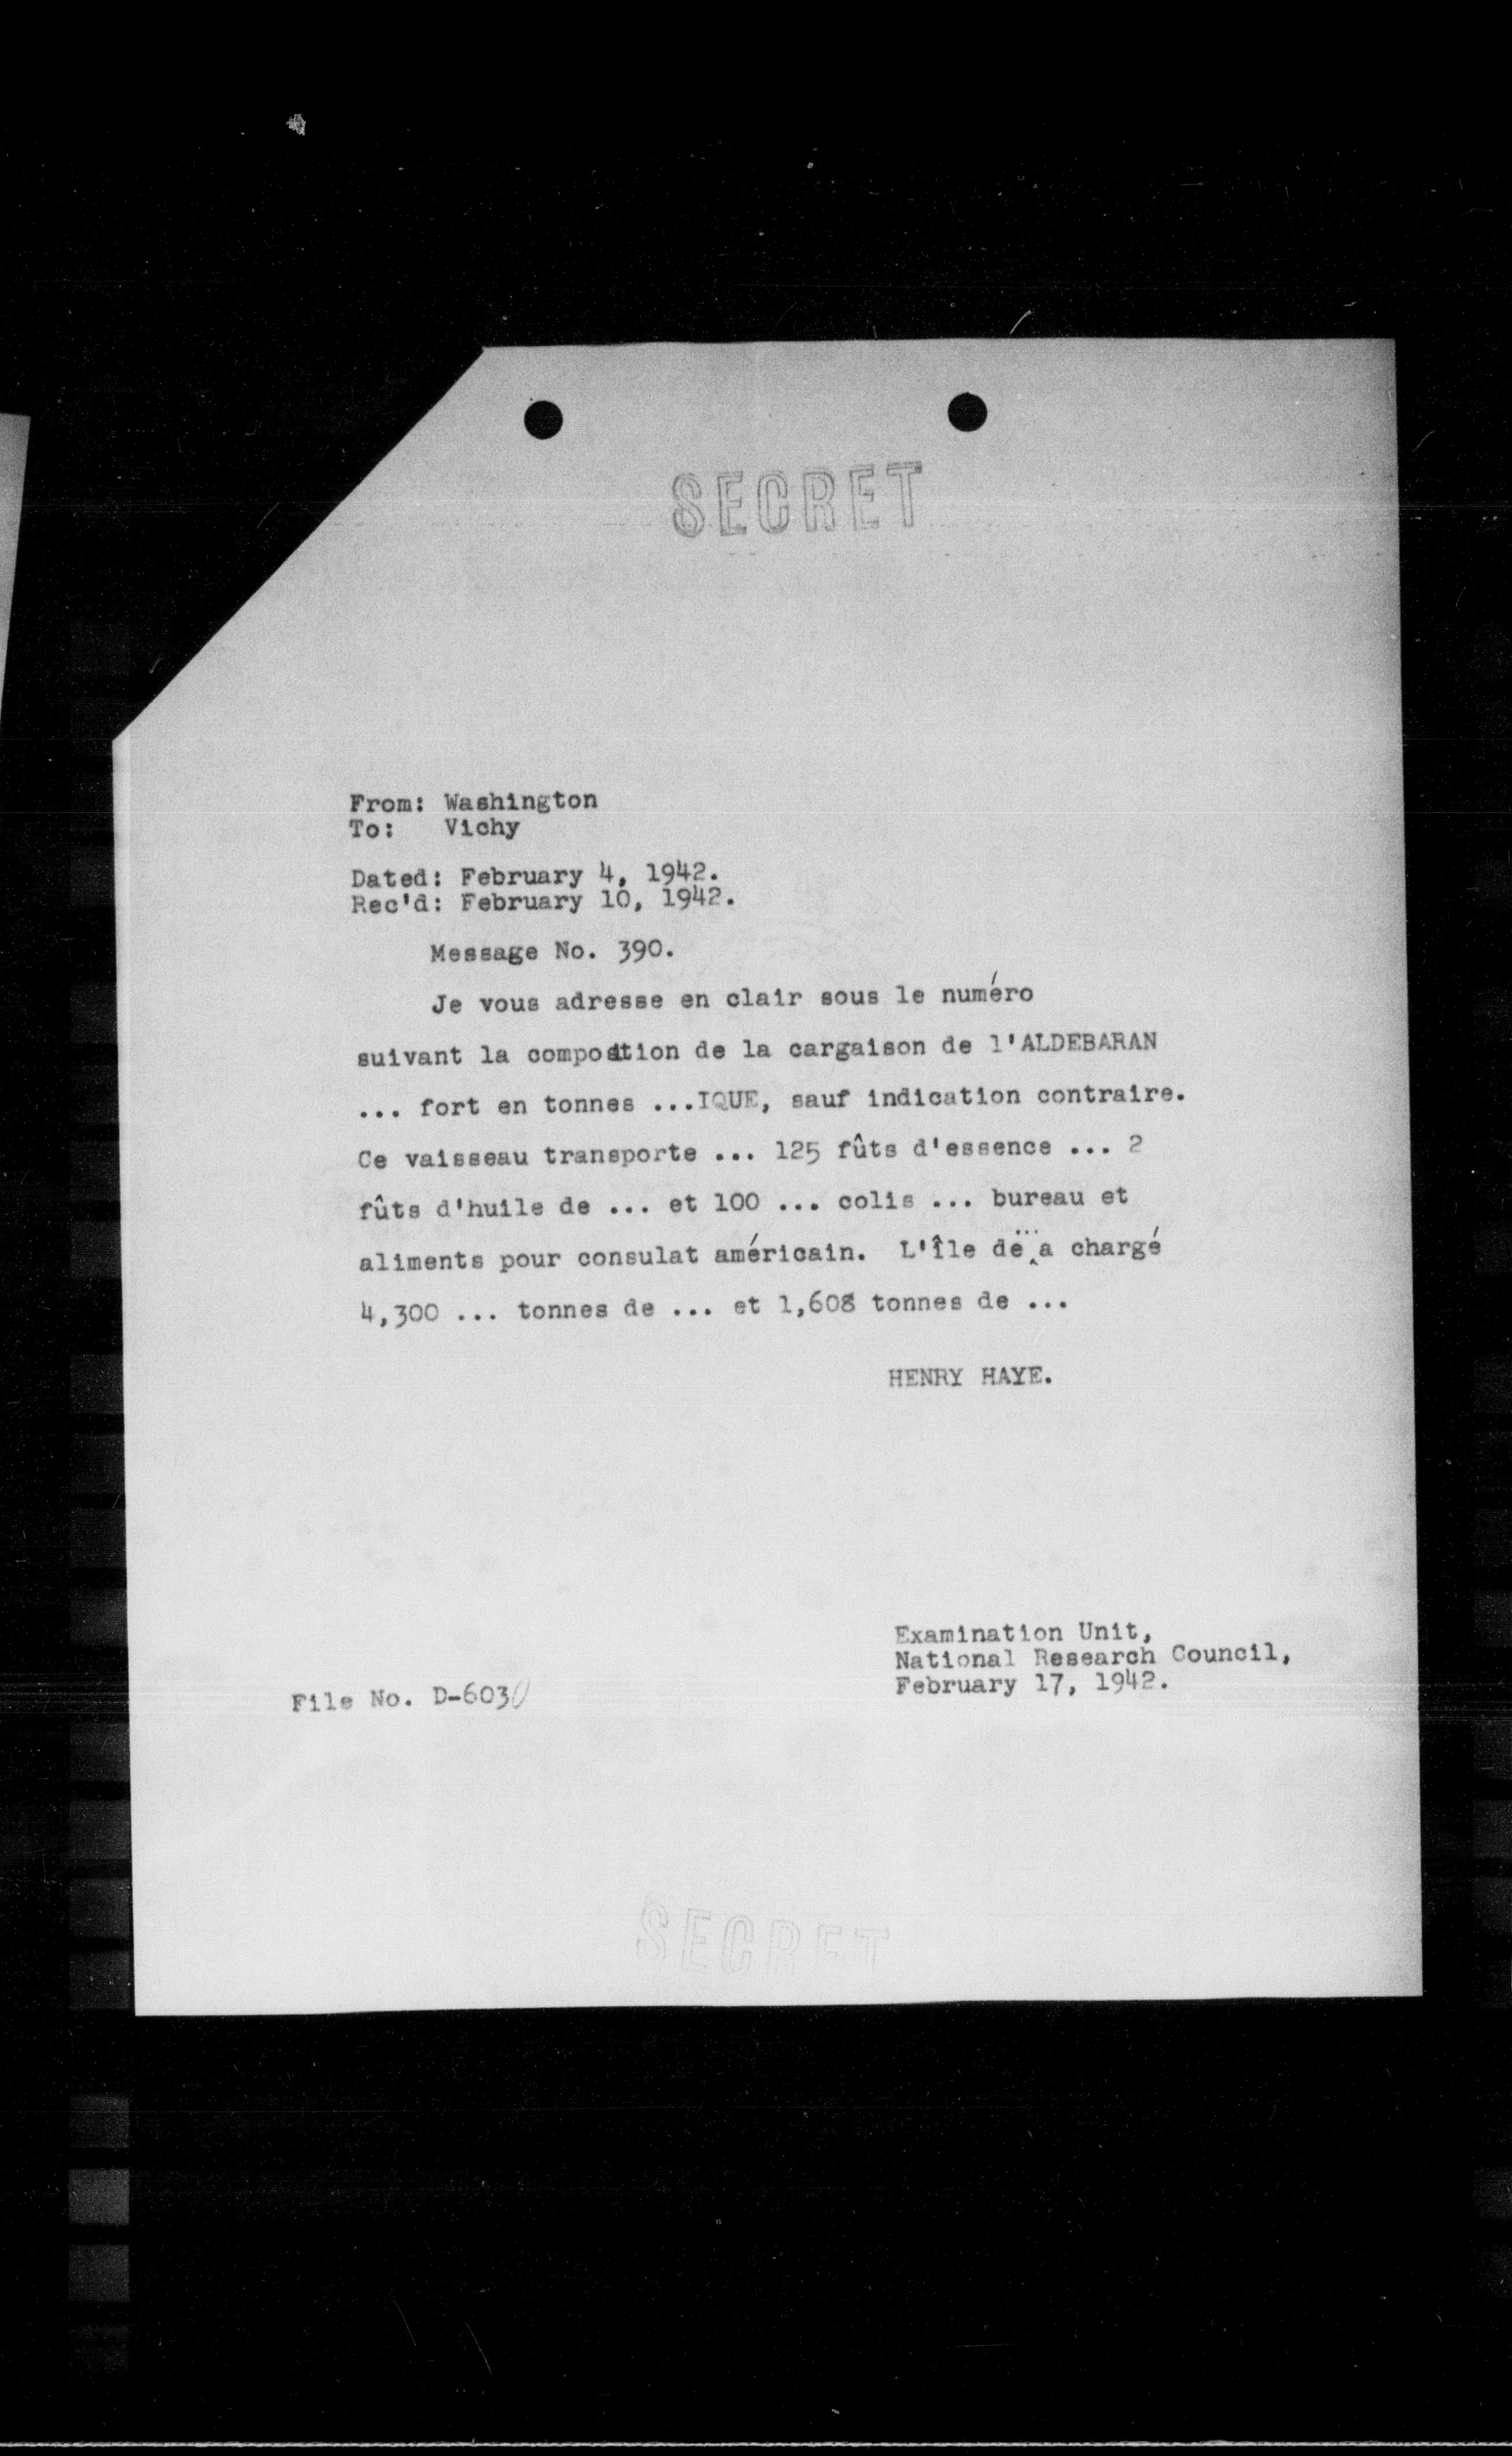 SECRET
From: Washington
To: Vichy
Dated: February 4, 1942.
Rec'd: February 10, 1942.
Message No. 390.
Je vous adresse en clair sous le numéro
suivant la composition de la cargaison de l'ALDEBARAN
... fort en tonnes ...IQUE, sauf indication contraire.
Ce vaisseau transporte ... 125 fûts d'essence ... 2
fûts d'huile de ... et 100 ... colis ... bureau et
aliments pour consulat américain. L'île de ... a chargé
4,300 ... tonnes de ... et 1,608 tonnes de ...
HENRY HAYE.
Examination Unit,
National Research Council,
February 17, 1942.
File No. D-6030
SECRET